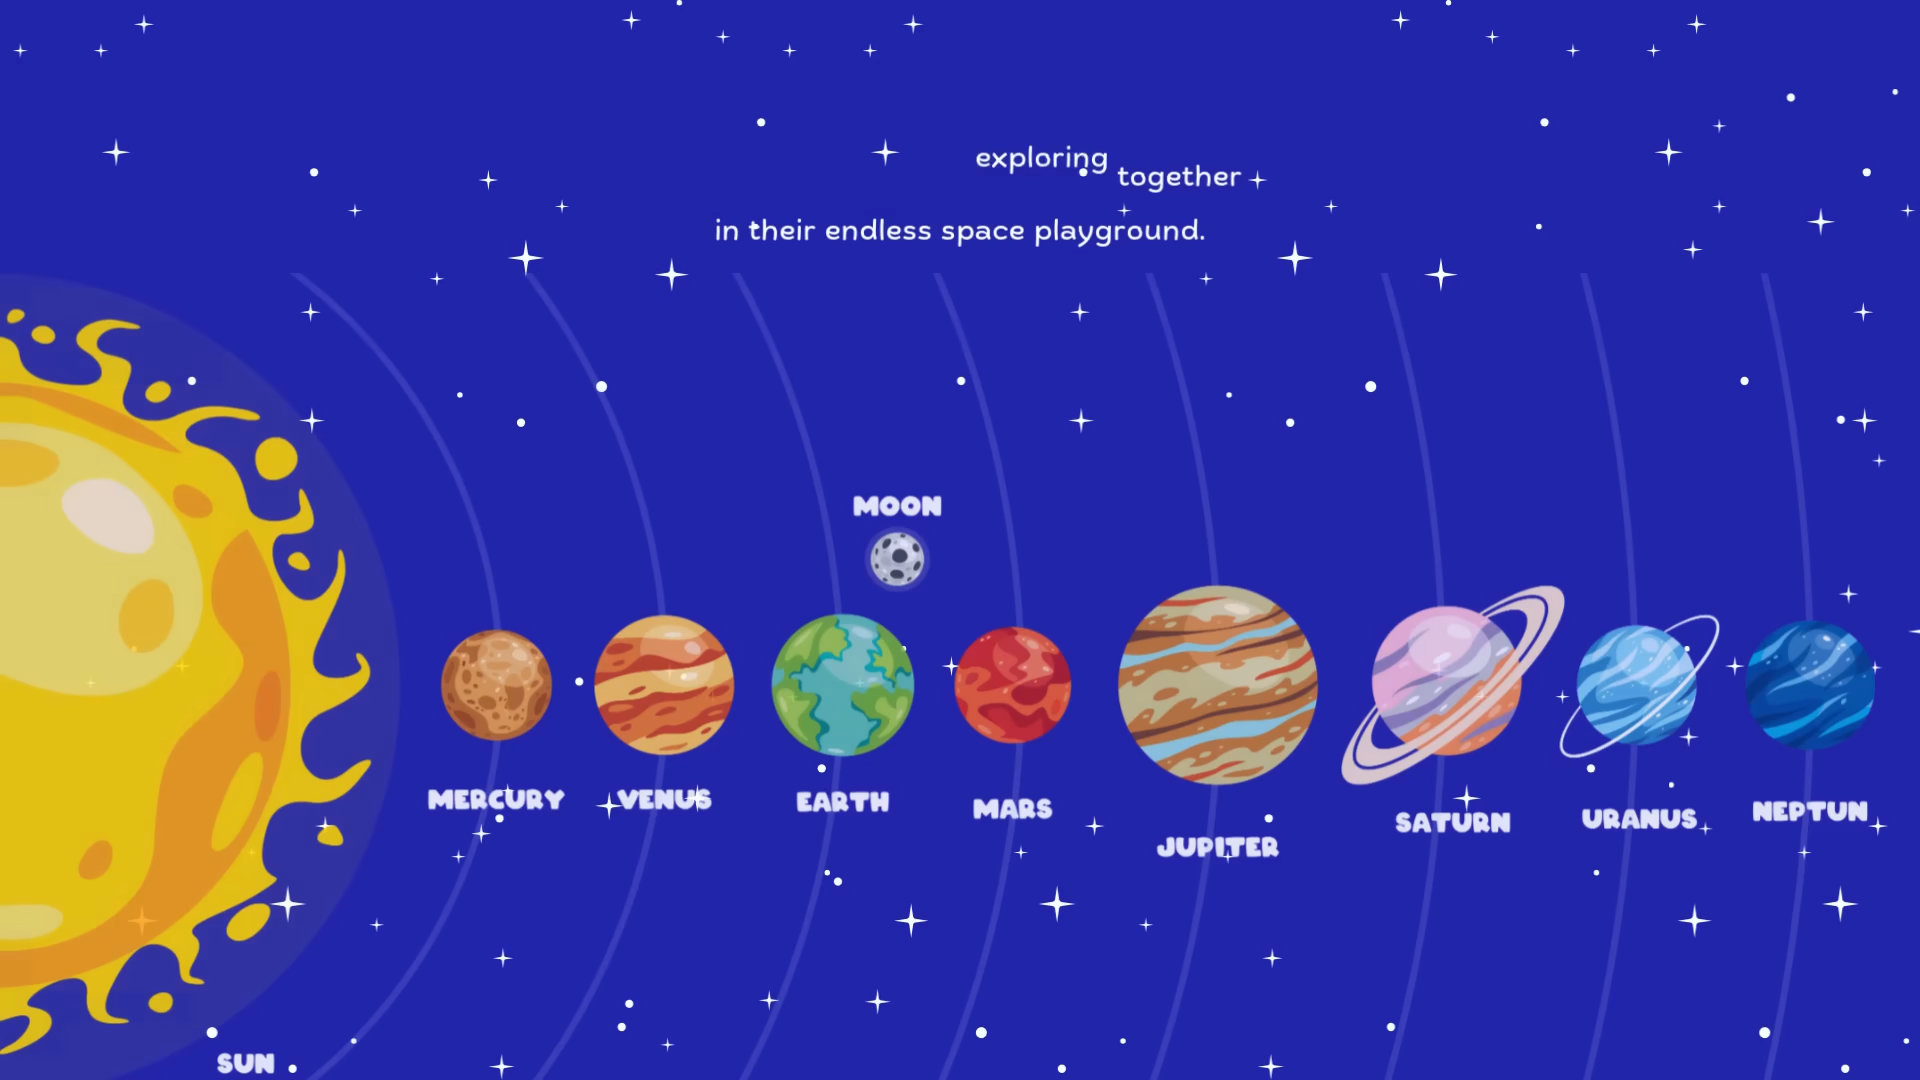 exploring together
in their endless space playground.
MOON
MERCURY
VENUS
EARTH
MARS
JUPITER
SATURN
URANUS
NEPTUN
SUN